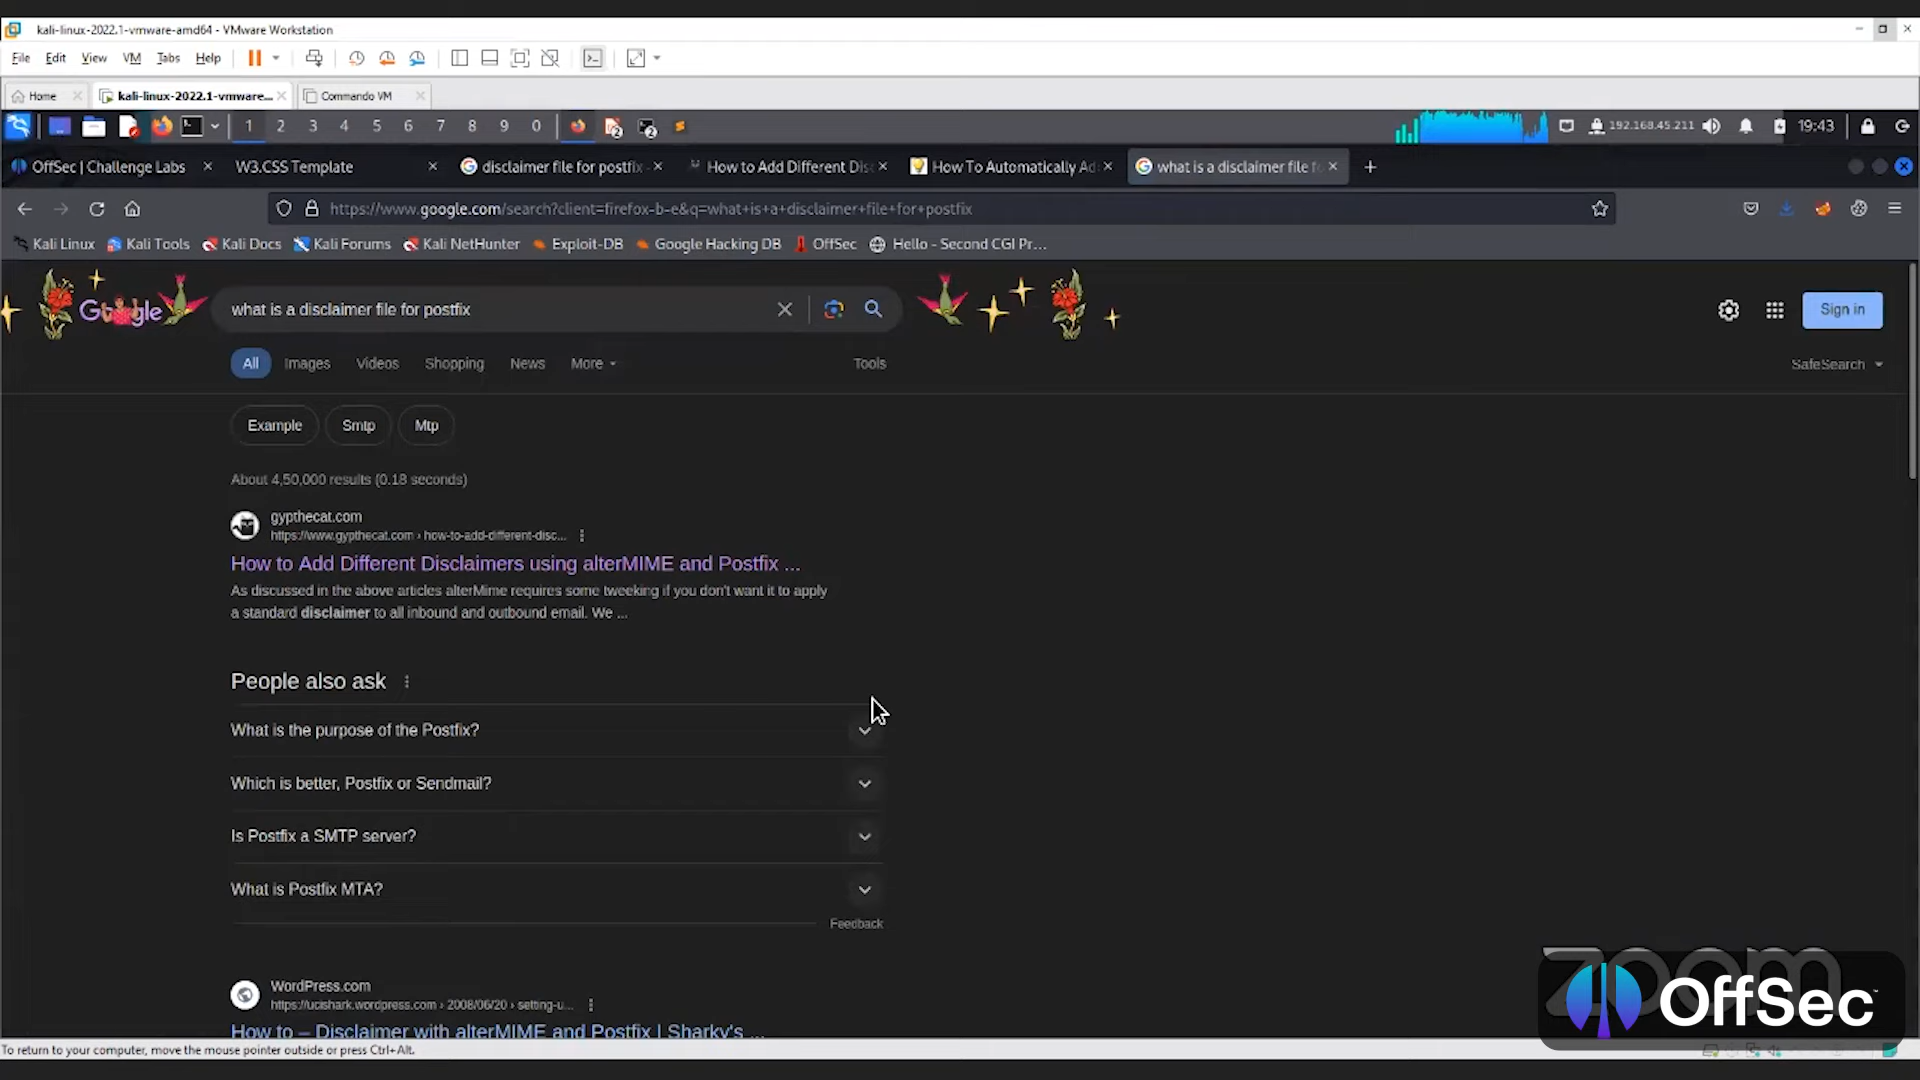 kali-linux-2022.1-vmware-amd64 - VMware Workstation
File Edit View VM Tabs Help
Home kali-linux-2022.1-vmware... Commando VM
1 2 3 4 5 6 7 8 9 0 192.168.45.211 19:43
OffSec | Challenge Labs W3.CSS Template disclaimer file for postfix - How to Add Different Disc How To Automatically Ad what is a disclaimer file fo
https://www.google.com/search?client=firefox-b-e&q=what+is+a+disclaimer+file+for+postfix
Kali Linux Kali Tools Kali Docs Kali Forums Kali NetHunter Exploit-DB Google Hacking DB OffSec Hello - Second CGI Pr...
Google what is a disclaimer file for postfix Sign in
All Images Videos Shopping News More Tools SafeSearch
Example Smtp Mtp
About 4,50,000 results (0.18 seconds)
gypthecat.com
https://www.gypthecat.com › how-to-add-different-disc...
How to Add Different Disclaimers using alterMIME and Postfix ...
As discussed in the above articles alterMime requires some tweeking if you don't want it to apply
a standard disclaimer to all inbound and outbound email. We ...
People also ask
What is the purpose of the Postfix?
Which is better, Postfix or Sendmail?
Is Postfix a SMTP server?
What is Postfix MTA?
Feedback
WordPress.com
https://ucishark.wordpress.com › 2008/06/20 › setting-u...
How to – Disclaimer with alterMIME and Postfix | Sharky's ...
zoom
OffSec
To return to your computer, move the mouse pointer outside or press Ctrl+Alt.